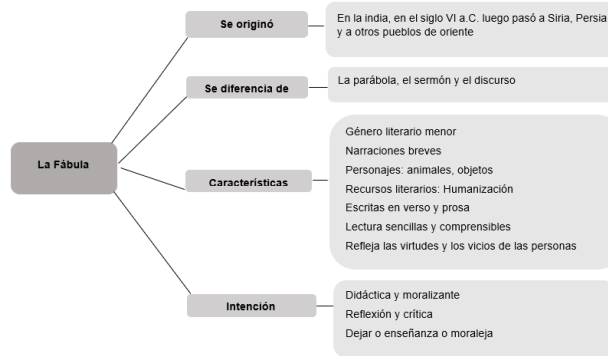 La Fábula
Se originó
En la india, en el siglo VI a.C. luego pasó a Siria, Persia
y a otros pueblos de oriente
Se diferencia de
La parábola, el sermón y el discurso
Características
Género literario menor
Narraciones breves
Personajes: animales, objetos
Recursos literarios: Humanización
Escritas en verso y prosa
Lectura sencillas y comprensibles
Refleja las virtudes y los vicios de las personas
Intención
Didáctica y moralizante
Reflexión y crítica
Dejar o enseñanza o moraleja